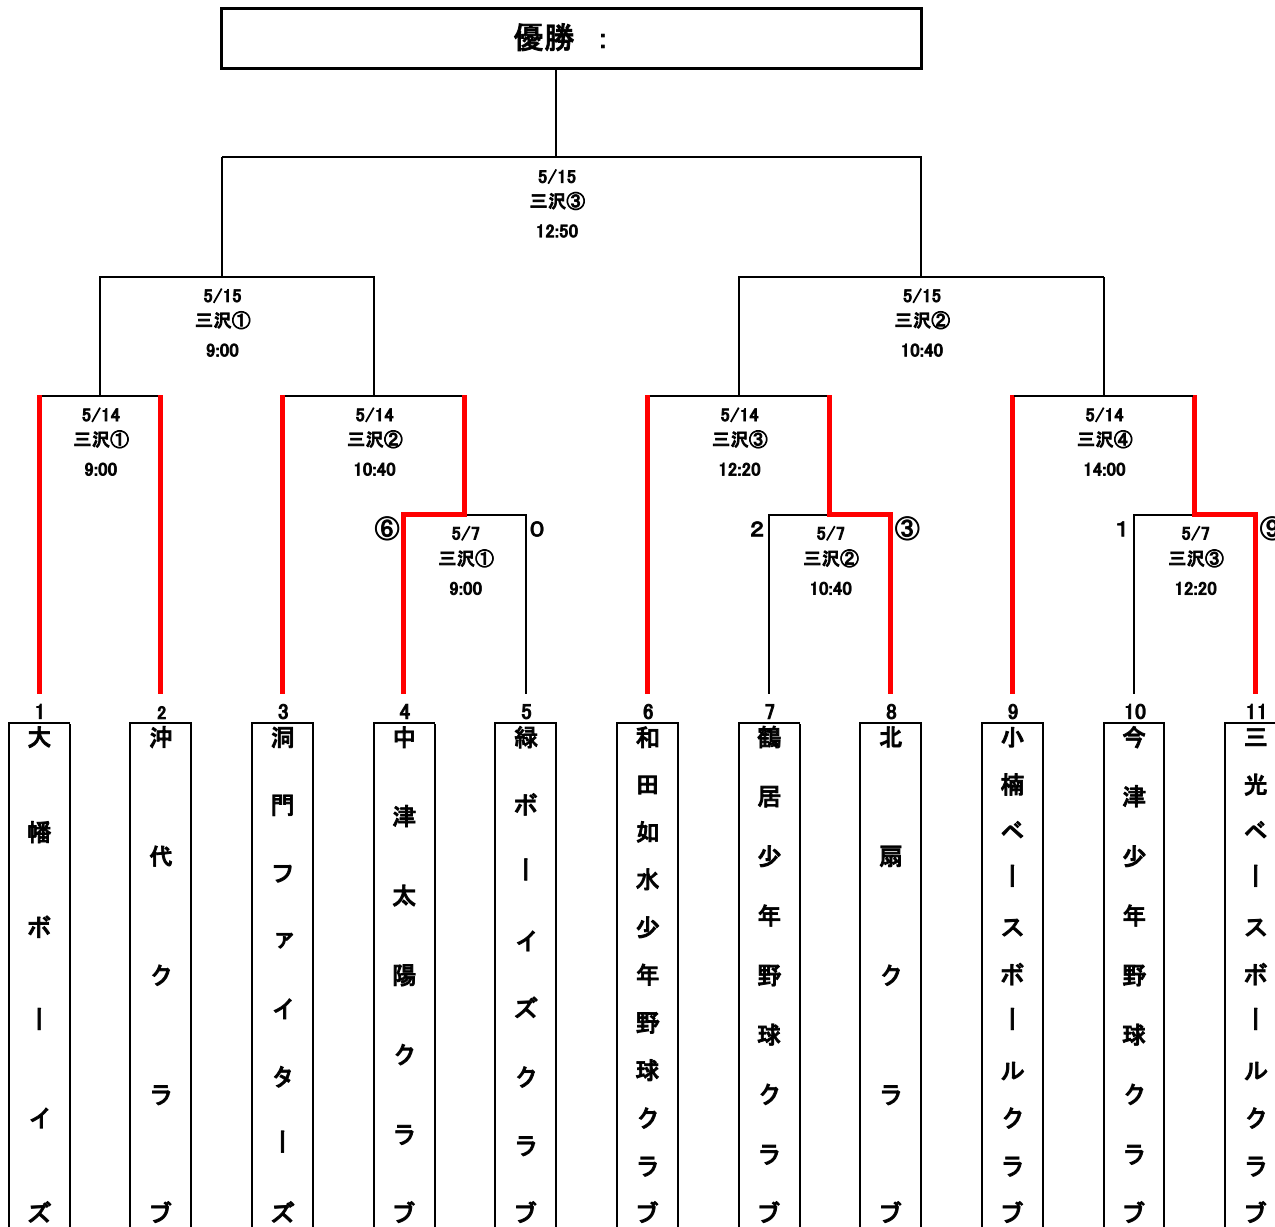 優勝 ：
5/15
三沢③
12:50
5/15
三沢①
9:00
5/15
三沢②
10:40
5/14
三沢①
9:00
5/14
三沢②
10:40
5/14
三沢③
12:20
5/14
三沢④
14:00
⑥ 0
5/7
三沢①
9:00
2 ③
5/7
三沢②
10:40
1 ⑨
5/7
三沢③
12:20
1
大幡ボーイズ
2
沖代クラブ
3
洞門ファイターズ
4
中津太陽クラブ
5
緑ボーイズクラブ
6
和田如水少年野球クラブ
7
鶴居少年野球クラブ
8
北扇クラブ
9
小楠ベースボールクラブ
10
今津少年野球クラブ
11
三光ベースボールクラブ